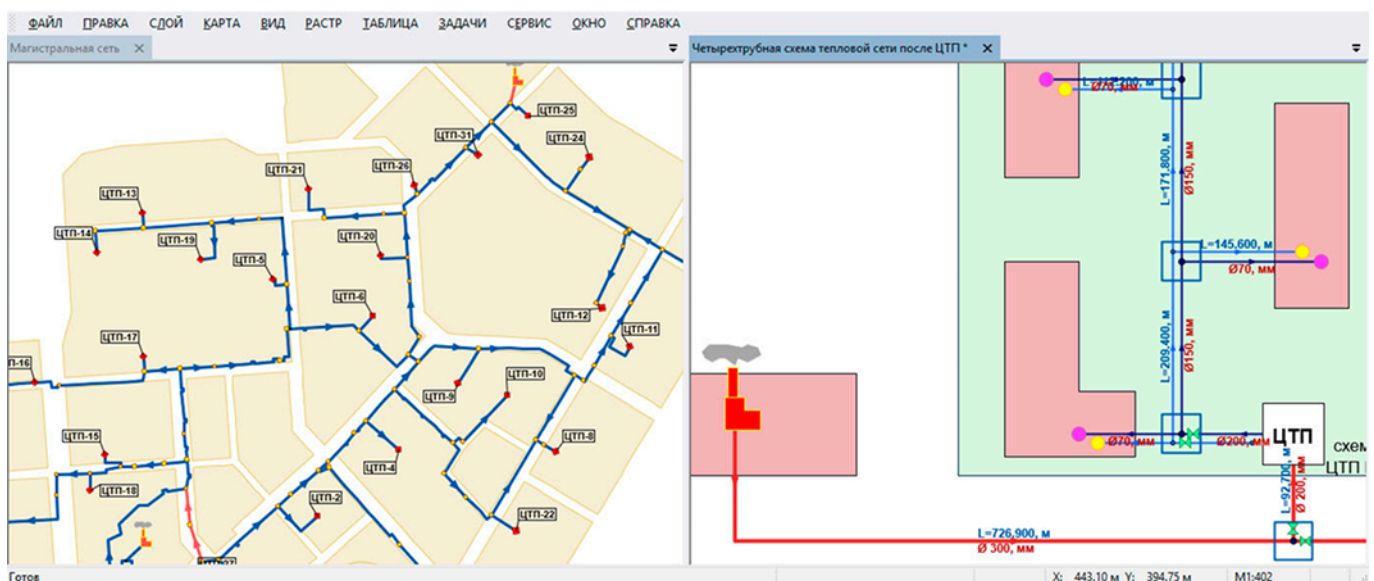 ФАЙЛ ПРАВКА СЛОЙ КАРТА ВИД РАСТР ТАБЛИЦА ЗАДАЧИ СЕРВИС ОКНО СПРАВКА
Магистральная сеть
Четырехтрубная схема тепловой сети после ЦТП *
ЦТП-25
ЦТП-31
ЦТП-24
ЦТП-26
ЦТП-21
ЦТП-13
ЦТП-14
ЦТП-19
ЦТП-20
ЦТП-5
ЦТП-6
ЦТП-12
ЦТП-11
ЦТП-17
П-16
ЦТП-10
ЦТП-9
ЦТП-15
ЦТП-8
ЦТП-4
ЦТП-18
ЦТП-2
ЦТП-22
Ø70, мм
L=171,800, м
Ø150, мм
L=145,600, м
Ø70, мм
L=209,400, м
Ø150, мм
Ø70, мм
Ø200, мм
ЦТП
схем
ЦТП
L=92,700, м
Ø 200, мм
L=726,900, м
Ø 300, мм
Готов
X: 443,10 м Y: 394,75 м М1:402